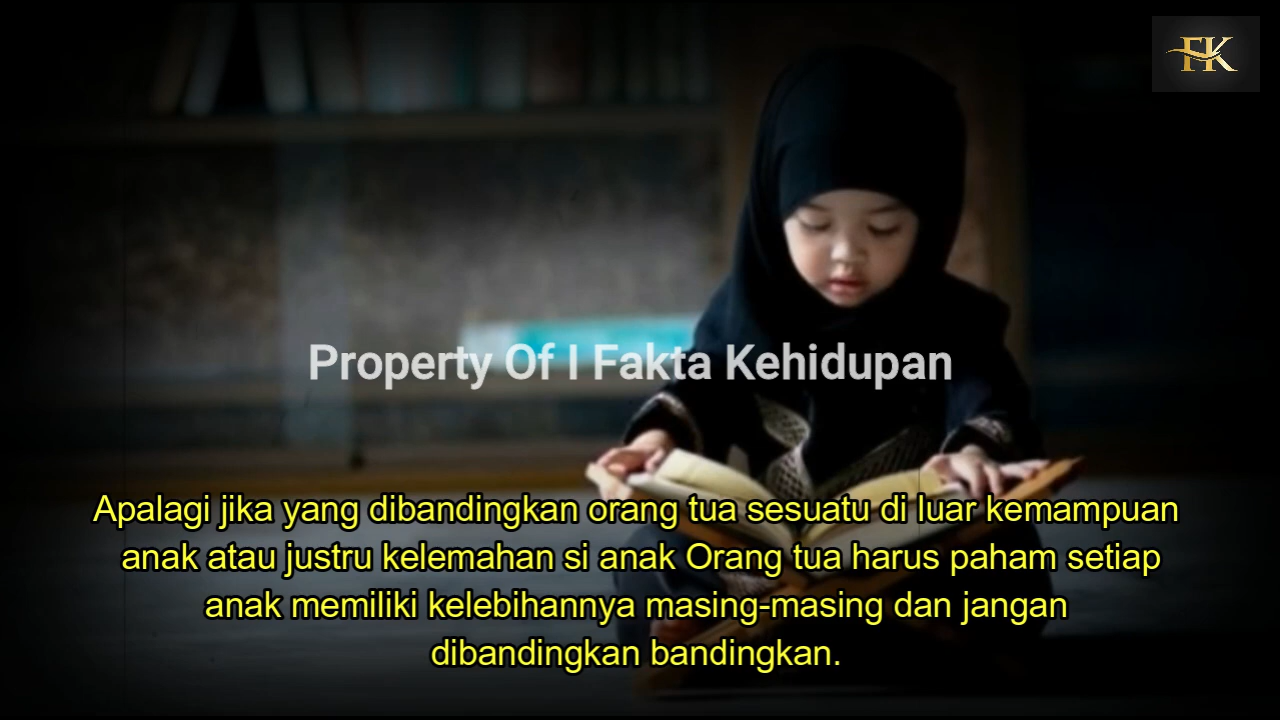 FK
Property Of I Fakta Kehidupan
Apalagi jika yang dibandingkan orang tua sesuatu di luar kemampuan
anak atau justru kelemahan si anak Orang tua harus paham setiap
anak memiliki kelebihannya masing-masing dan jangan
dibandingkan bandingkan.